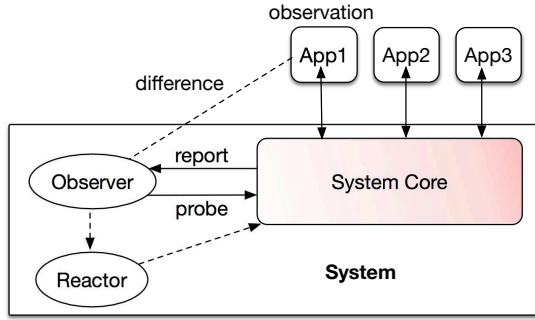 observation
App1
App2
App3
difference
report
Observer
System Core
probe
Reactor
System